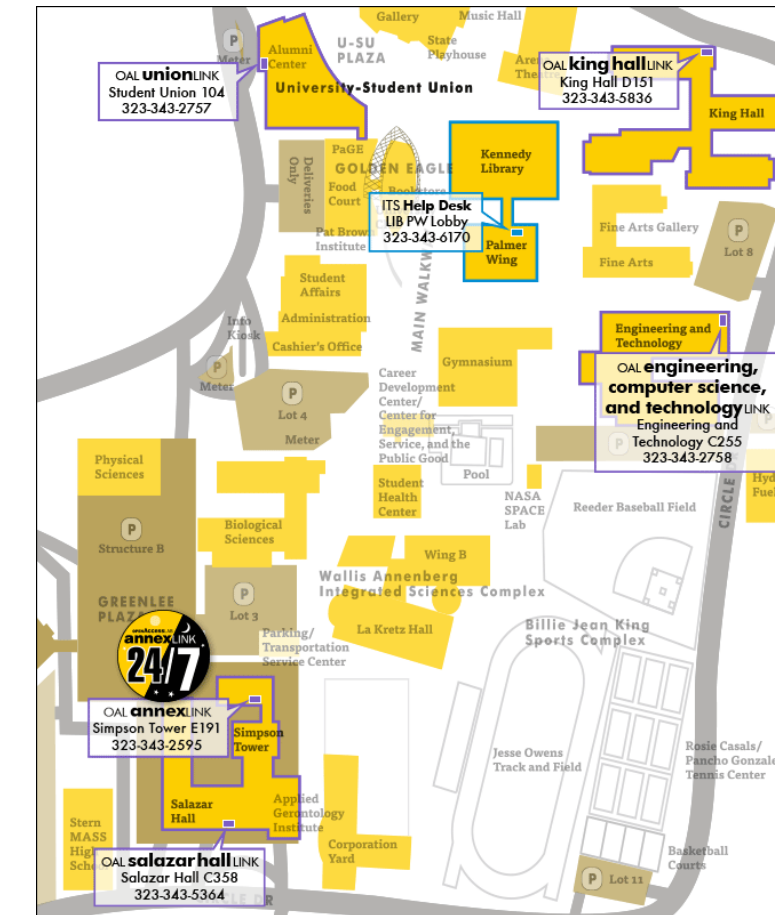 Gallery
Music Hall
State
Playhouse
U-SU
PLAZA
P
Meter
Alumni
Center
University-Student Union
OAL unionLINK
Student Union 104
323-343-2757
OAL king hallLINK
King Hall D151
323-343-5836
King Hall
PaGE
GOLDEN EAGLE
Deliveries
Only
Food
Court
Bookstore
Kennedy
Library
ITS Help Desk
LIB PW Lobby
323-343-6170
Palmer
Wing
Pat Brown
Institute
MAIN WALKWAY
Fine Arts Gallery
Fine Arts
P
Lot 8
Student
Affairs
Administration
Cashier's Office
Info
Kiosk
P
Meter
P
Lot 4
Meter
Gymnasium
Career
Development
Center/
Center for
Engagement,
Service, and the
Public Good
Pool
Engineering and
Technology
OAL engineering,
computer science,
and technologyLINK
Engineering and
Technology C255
323-343-2758
P
Physical
Sciences
P
Structure B
Student
Health
Center
NASA
SPACE
Lab
Reeder Baseball Field
Biological
Sciences
Wing B
Wallis Annenberg
Integrated Sciences Complex
La Kretz Hall
P
Lot 3
GREENLEE
Parking/
Transportation
Service Center
Billie Jean King
Sports Complex
annexLINK
24/7
OAL annexLINK
Simpson Tower E191
323-343-2595
Simpson
Tower
Salazar
Hall
Applied
Gerontology
Institute
Jesse Owens
Track and Field
Rosie Casals/
Tennis Center
Stern
MASS
OAL salazar hallLINK
Salazar Hall C358
323-343-5364
Corporation
Yard
Basketball
Courts
P
Lot 11